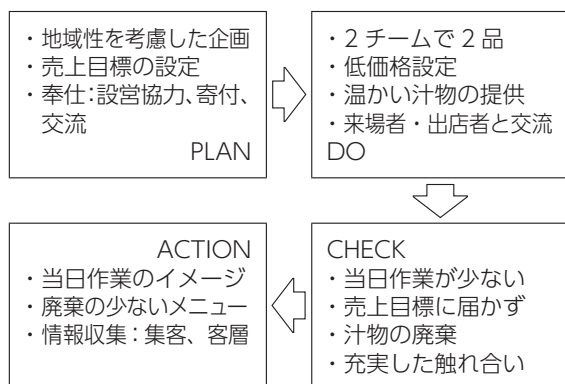 ・地域性を考慮した企画
・売上目標の設定
・奉仕：設営協力、寄付、
交流
PLAN
・2チームで2品
・低価格設定
・温かい汁物の提供
・来場者・出店者と交流
DO
CHECK
・当日作業が少ない
・売上目標に届かず
・汁物の廃棄
・充実した触れ合い
ACTION
・当日作業のイメージ
・廃棄の少ないメニュー
・情報収集：集客、客層